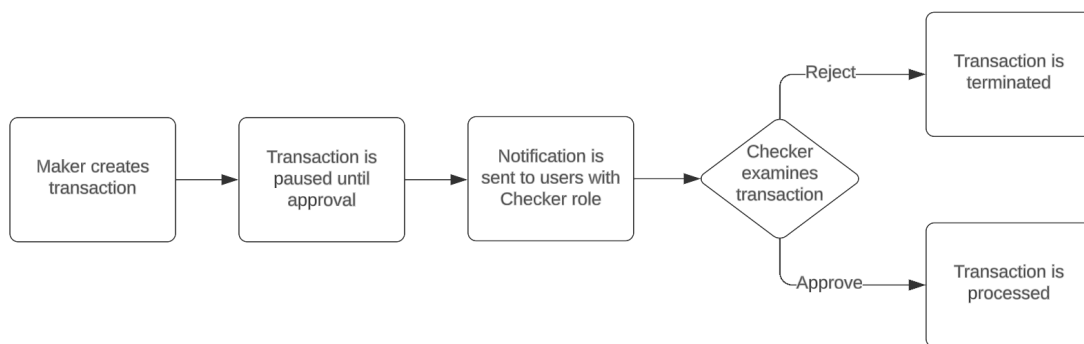 Maker creates
transaction
Transaction is
paused until
approval
Notification is
sent to users with
Checker role
Checker
examines
transaction
Reject
Transaction is
terminated
Approve
Transaction is
processed